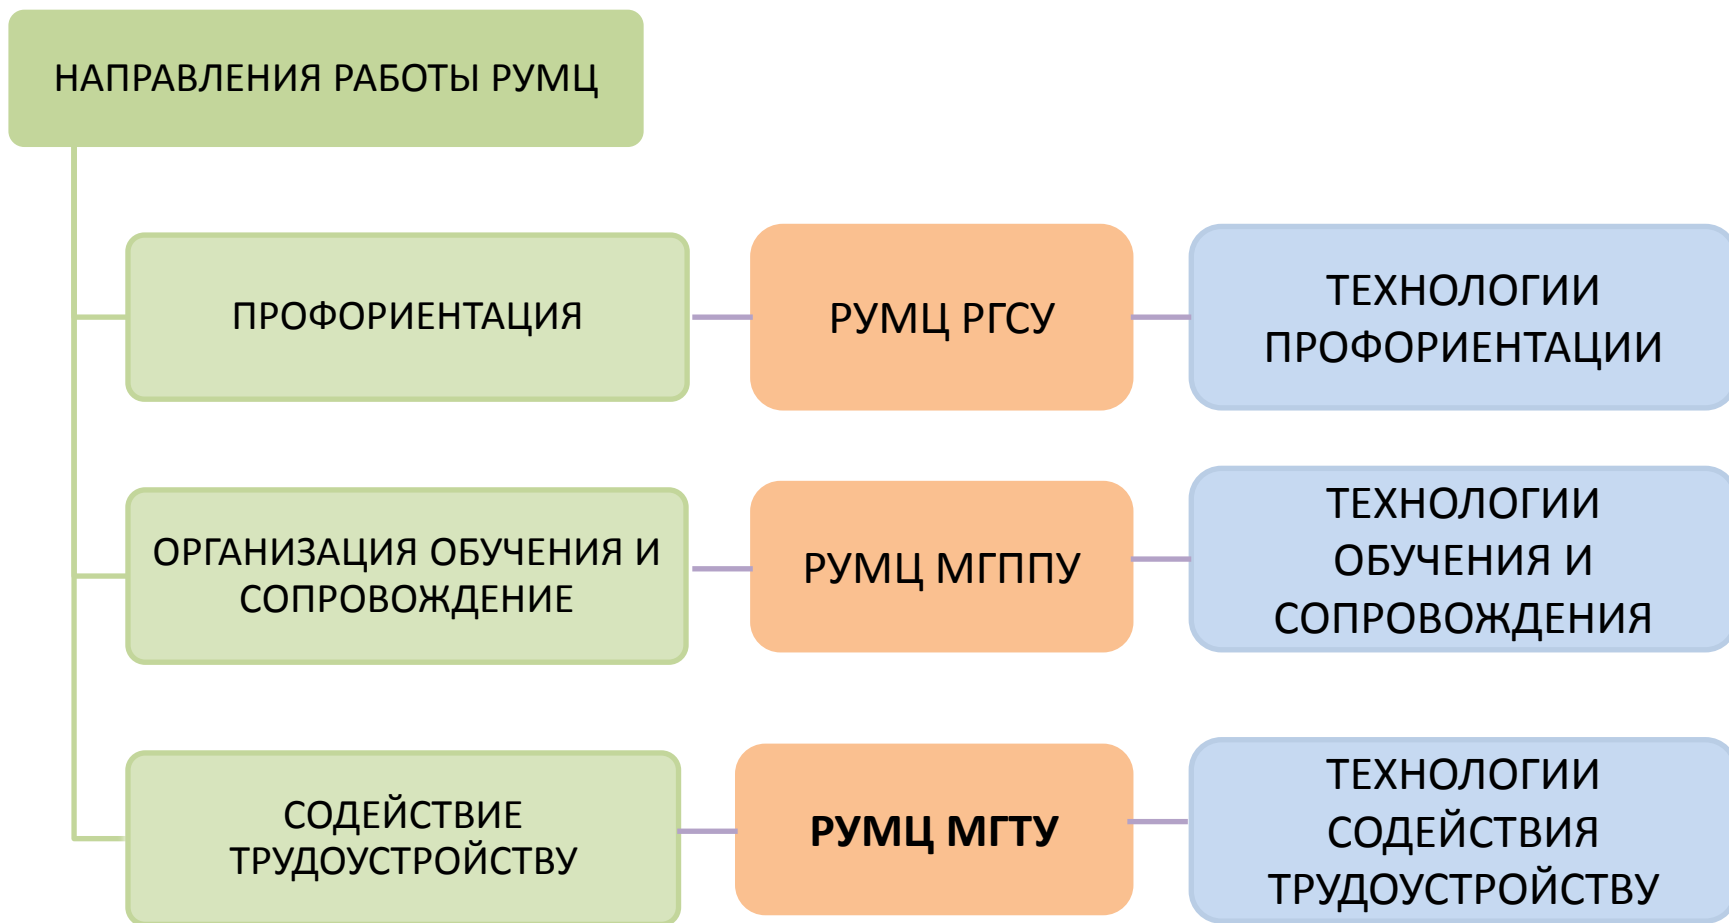 НАПРАВЛЕНИЯ РАБОТЫ РУМЦ
ПРОФОРИЕНТАЦИЯ
РУМЦ РГСУ
ТЕХНОЛОГИИ
ПРОФОРИЕНТАЦИИ
ОРГАНИЗАЦИЯ ОБУЧЕНИЯ И
СОПРОВОЖДЕНИЕ
РУМЦ МГППУ
ТЕХНОЛОГИИ
ОБУЧЕНИЯ И
СОПРОВОЖДЕНИЯ
СОДЕЙСТВИЕ
ТРУДОУСТРОЙСТВУ
РУМЦ МГТУ
ТЕХНОЛОГИИ
СОДЕЙСТВИЯ
ТРУДОУСТРОЙСТВУ